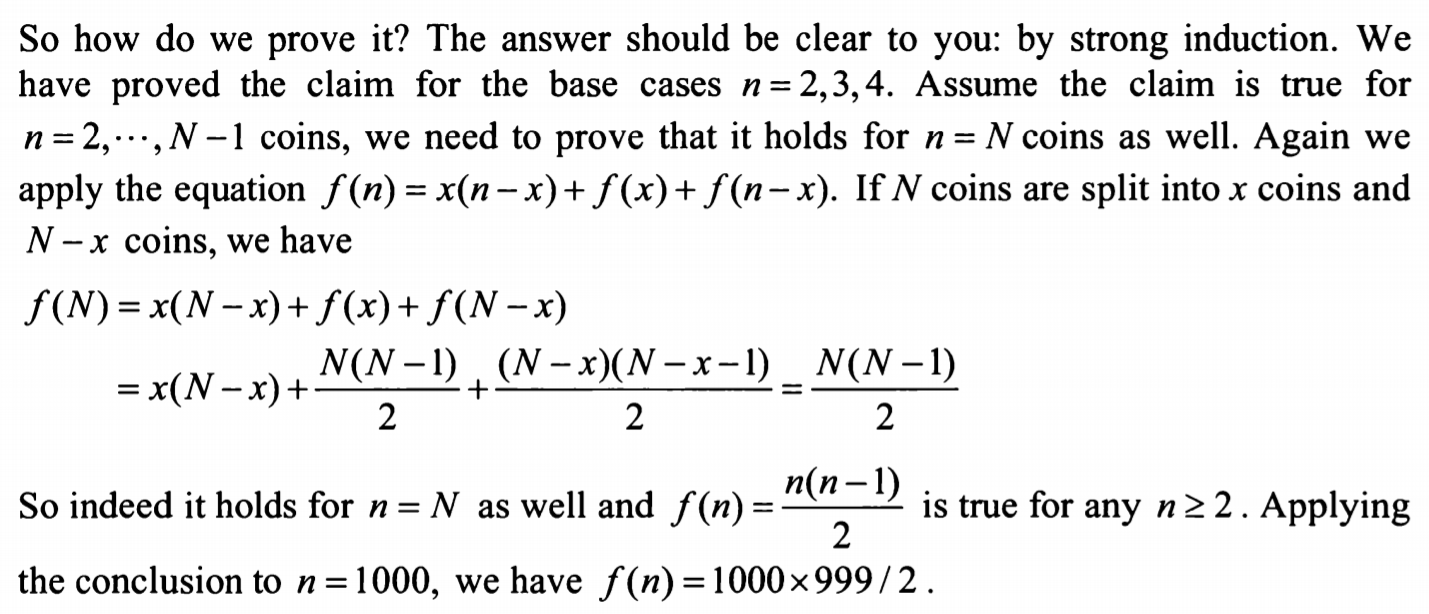 So how do we prove it? The answer should be clear to you: by strong induction. We
have proved the claim for the base cases n = 2,3,4. Assume the claim is true for
n = 2,⋯, N −1 coins, we need to prove that it holds for n = N coins as well. Again we
apply the equation f(n) = x(n − x) + f(x) + f(n − x). If N coins are split into x coins and
N − x coins, we have
f(N) = x(N − x) + f(x) + f(N − x)
= x(N − x) + \frac{N(N −1)}{2} + \frac{(N − x)(N − x −1)}{2} = \frac{N(N −1)}{2}
So indeed it holds for n = N as well and f(n) = \frac{n(n −1)}{2} is true for any n ≥ 2. Applying
the conclusion to n = 1000, we have f(n) = 1000×999/2.